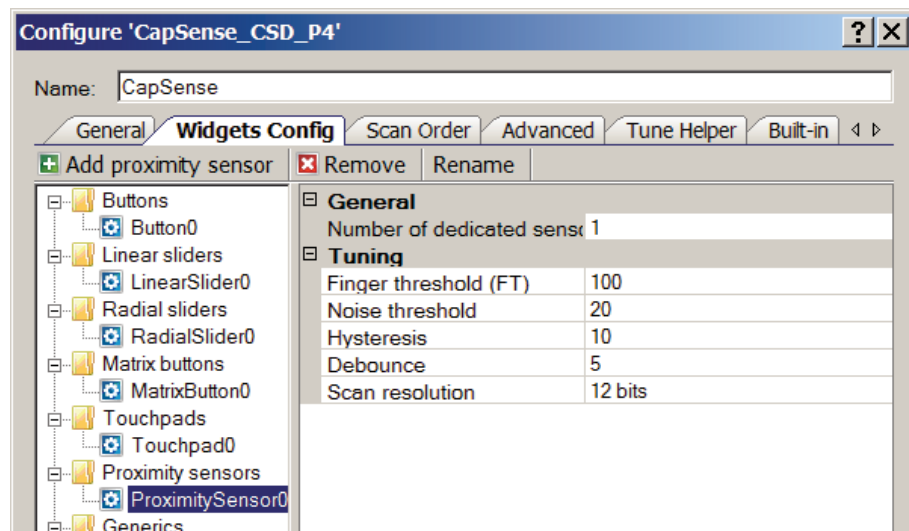 Configure 'CapSense_CSD_P4'
Name: CapSense
General Widgets Config Scan Order Advanced Tune Helper Built-in
Add proximity sensor Remove Rename
Buttons
Button0
Linear sliders
LinearSlider0
Radial sliders
RadialSlider0
Matrix buttons
MatrixButton0
Touchpads
Touchpad0
Proximity sensors
ProximitySensor0
Generics
General
Number of dedicated senso 1
Tuning
Finger threshold (FT) 100
Noise threshold 20
Hysteresis 10
Debounce 5
Scan resolution 12 bits